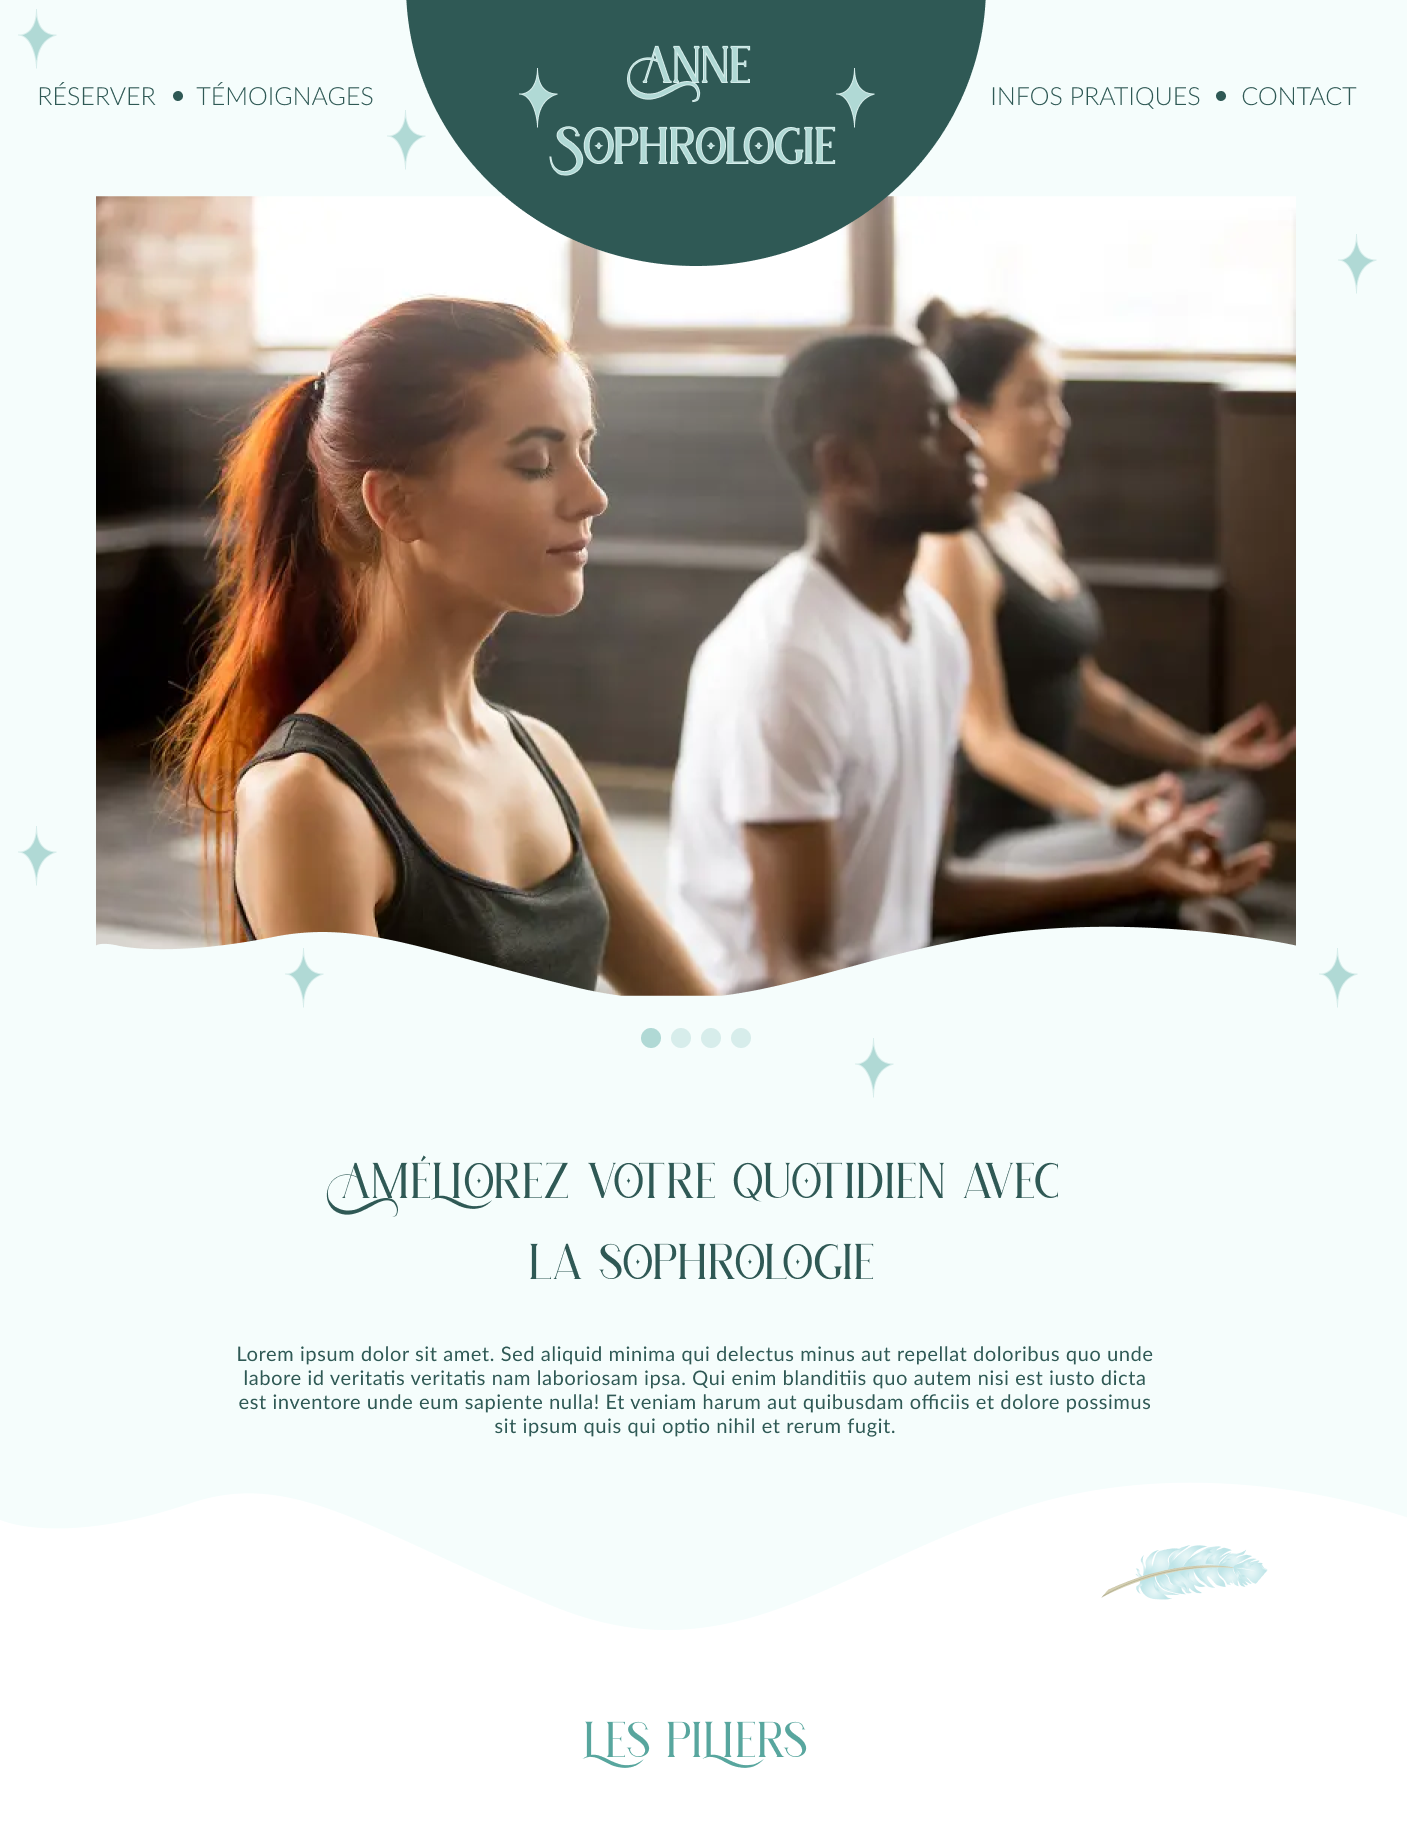 RÉSERVER • TÉMOIGNAGES
ANNE
SOPHROLOGIE
INFOS PRATIQUES • CONTACT
AMÉLIOREZ VOTRE QUOTIDIEN AVEC
LA SOPHROLOGIE
Lorem ipsum dolor sit amet. Sed aliquid minima qui delectus minus aut repellat doloribus quo unde
labore id veritatis veritatis nam laboriosam ipsa. Qui enim blanditiis quo autem nisi est iusto dicta
est inventore unde eum sapiente nulla! Et veniam harum aut quibusdam officiis et dolore possimus
sit ipsum quis qui optio nihil et rerum fugit.
LES PILIERS